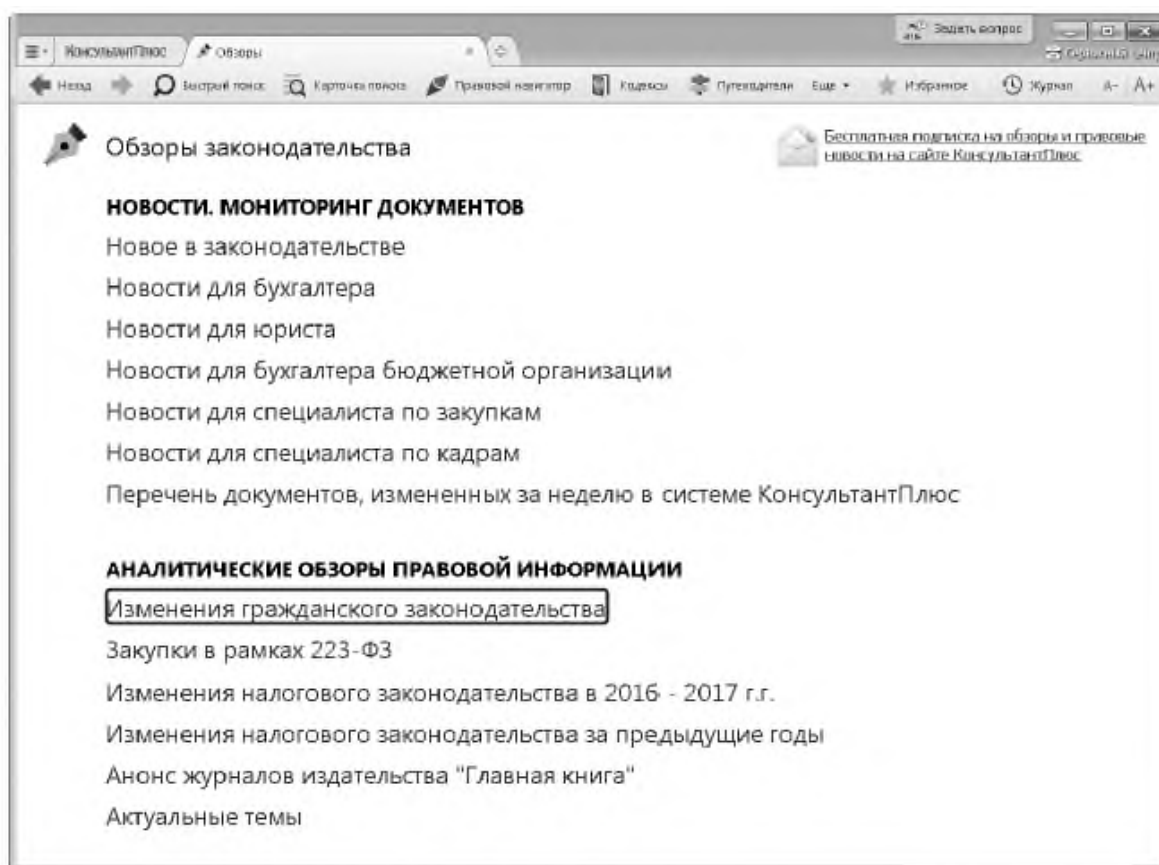 Задать вопрос
КонсультантПлюс
Обзоры
Назад
Быстрый поиск
Карточка поиска
Правовой навигатор
Кодексы
Путеводители
Еще
Избранное
Журнал
А-
А+
Обзоры законодательства
Бесплатная подписка на обзоры и правовые
новости на сайте КонсультантПлюс
НОВОСТИ. МОНИТОРИНГ ДОКУМЕНТОВ
Новое в законодательстве
Новости для бухгалтера
Новости для юриста
Новости для бухгалтера бюджетной организации
Новости для специалиста по закупкам
Новости для специалиста по кадрам
Перечень документов, измененных за неделю в системе КонсультантПлюс
АНАЛИТИЧЕСКИЕ ОБЗОРЫ ПРАВОВОЙ ИНФОРМАЦИИ
Изменения гражданского законодательства
Закупки в рамках 223-ФЗ
Изменения налогового законодательства в 2016 - 2017 г.г.
Изменения налогового законодательства за предыдущие годы
Анонс журналов издательства "Главная книга"
Актуальные темы